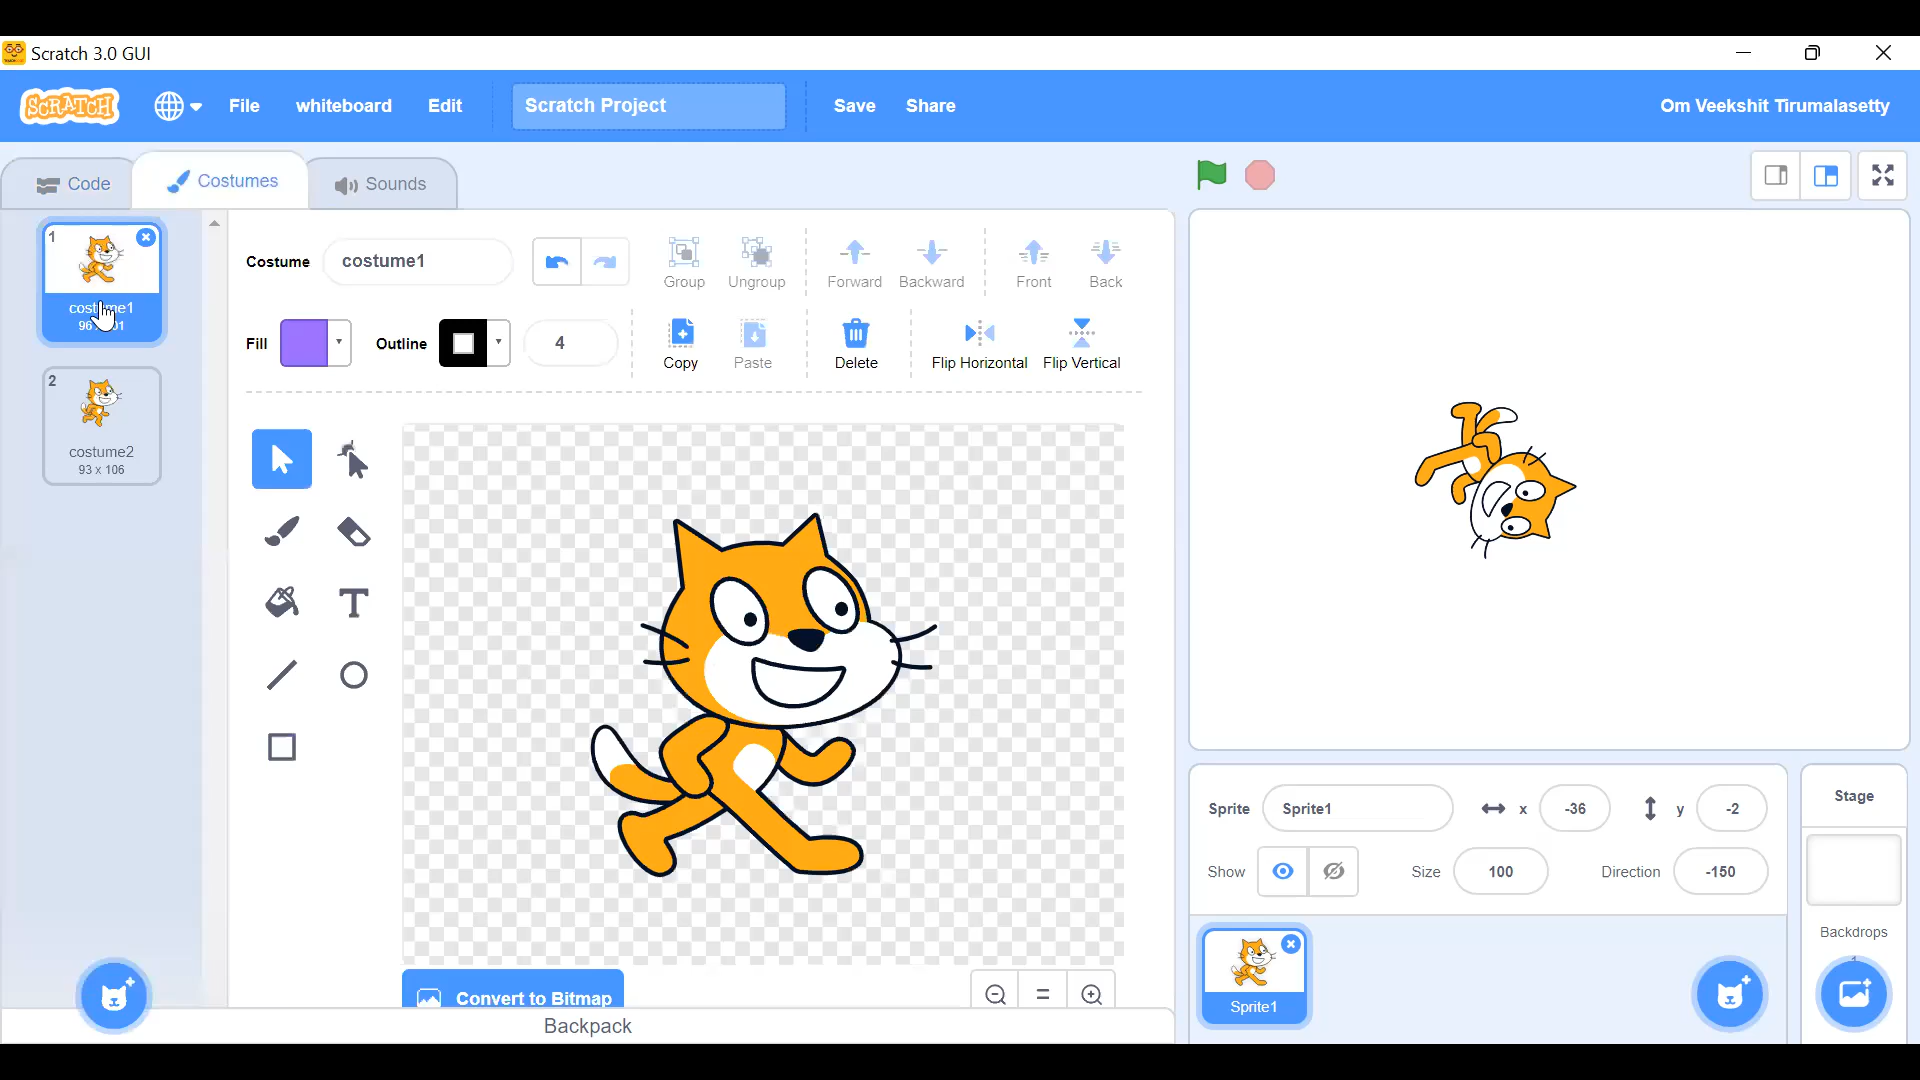 Scratch 3.0 GUI
SCRATCH
File
whiteboard
Edit
Scratch Project
Save
Share
Om Veekshit Tirumalasetty
Code
Costumes
Sounds
1
costume1
2
costume2
93 x 106
Costume
costume1
Group
Ungroup
Forward
Backward
Front
Back
Fill
Outline
4
Copy
Paste
Delete
Flip Horizontal
Flip Vertical
T
Convert to Bitmap
Backpack
Sprite
Sprite1
x
-36
y
-2
Show
Size
100
Direction
-150
Sprite1
Stage
Backdrops